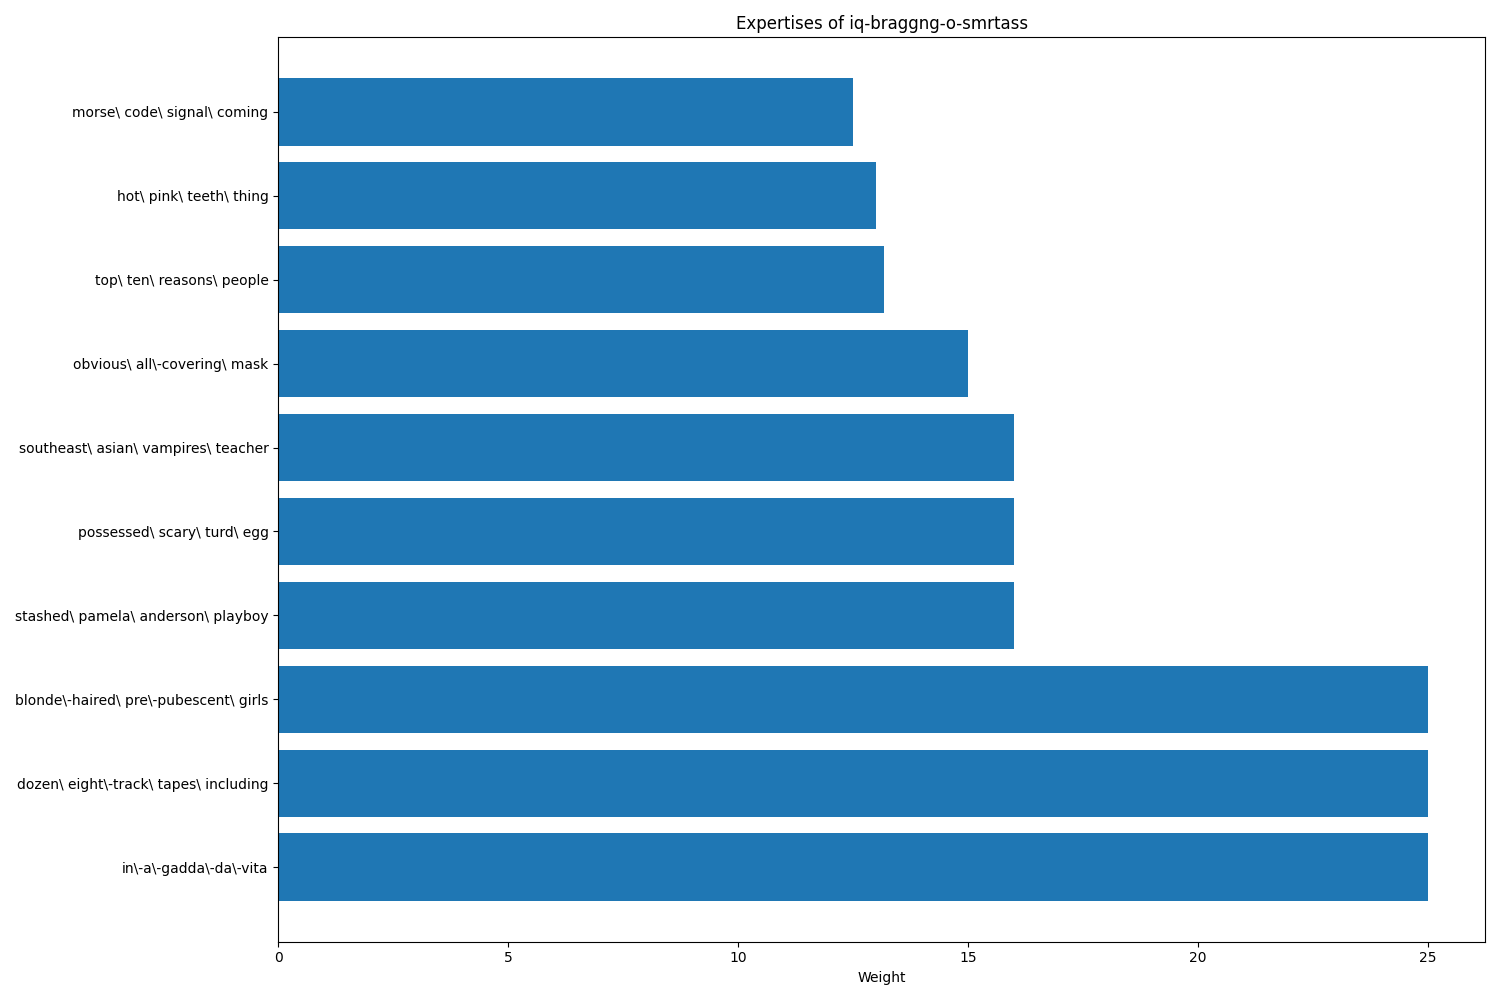 Expertises of iq-braggng-o-smrtass
morse\ code\ signal\ coming
hot\ pink\ teeth\ thing
top\ ten\ reasons\ people
obvious\ all\-covering\ mask
southeast\ asian\ vampires\ teacher
possessed\ scary\ turd\ egg
stashed\ pamela\ anderson\ playboy
blonde\-haired\ pre\-pubescent\ girls
dozen\ eight\-track\ tapes\ including
in\-a\-gadda\-da\-vita
0 5 10 15 20 25
Weight